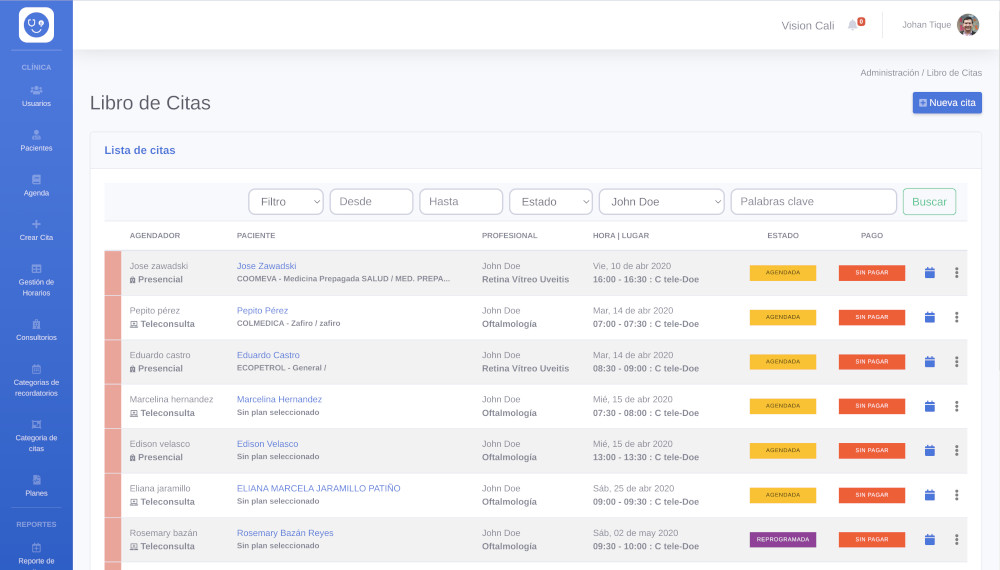 Vision Cali
0
Johan Tique
CLÍNICA
Usuarios
Pacientes
Agenda
Crear Cita
Gestión de
Horarios
Consultorios
Categorias de
recordatorios
Categoria de
citas
Planes
REPORTES
Reporte de
Administración / Libro de Citas
Libro de Citas
Nueva cita
Lista de citas
Filtro
Desde
Hasta
Estado
John Doe
Palabras clave
Buscar
AGENDADOR PACIENTE PROFESIONAL HORA | LUGAR ESTADO PAGO
Jose zawadski Jose Zawadski John Doe Vie, 10 de abr 2020 AGENDADA SIN PAGAR
Presencial COOMEVA - Medicina Prepagada SALUD / MED. PREPA... Retina Vítreo Uveitis 16:00 - 16:30 : C tele-Doe
Pepito pérez Pepito Pérez John Doe Mar, 14 de abr 2020 AGENDADA SIN PAGAR
Teleconsulta COLMEDICA - Zafiro / zafiro Oftalmología 07:00 - 07:30 : C tele-Doe
Eduardo castro Eduardo Castro John Doe Mar, 14 de abr 2020 AGENDADA SIN PAGAR
Presencial ECOPETROL - General / Retina Vítreo Uveitis 08:30 - 09:00 : C tele-Doe
Marcelina hernandez Marcelina Hernandez John Doe Mié, 15 de abr 2020 AGENDADA SIN PAGAR
Teleconsulta Sin plan seleccionado Oftalmología 07:30 - 08:00 : C tele-Doe
Edison velasco Edison Velasco John Doe Mié, 15 de abr 2020 AGENDADA SIN PAGAR
Presencial Sin plan seleccionado Oftalmología 13:00 - 13:30 : C tele-Doe
Eliana jaramillo ELIANA MARCELA JARAMILLO PATIÑO John Doe Sáb, 25 de abr 2020 AGENDADA SIN PAGAR
Teleconsulta Sin plan seleccionado Oftalmología 09:00 - 09:30 : C tele-Doe
Rosemary bazán Rosemary Bazán Reyes John Doe Sáb, 02 de may 2020 REPROGRAMADA SIN PAGAR
Teleconsulta Sin plan seleccionado Oftalmología 09:30 - 10:00 : C tele-Doe